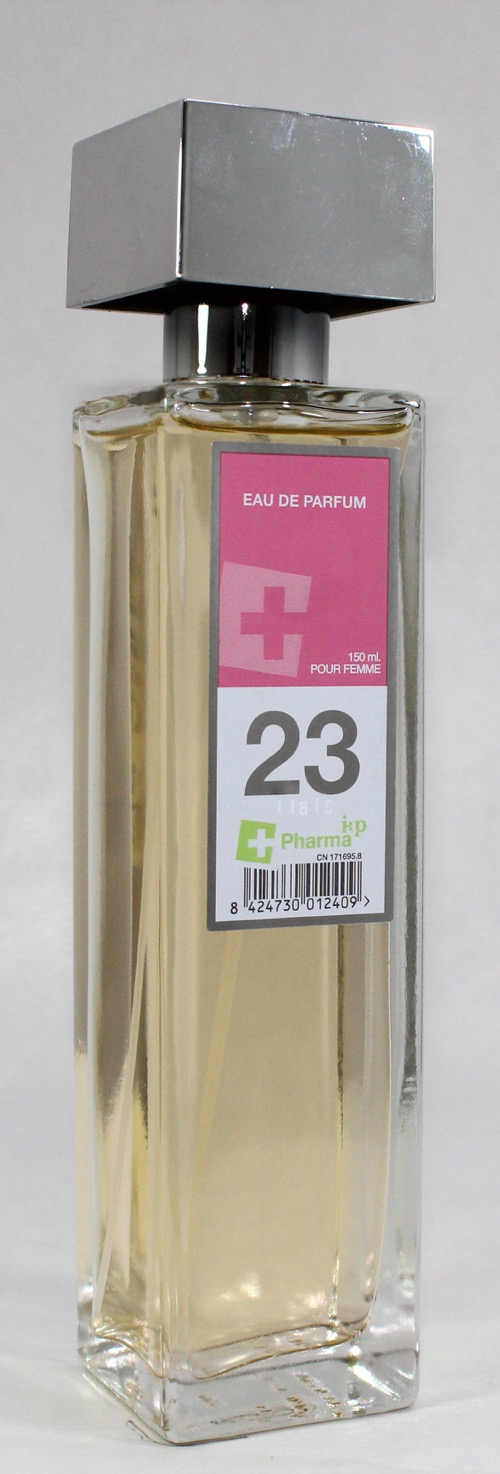 EAU DE PARFUM
150 ml.
POUR FEMME
23
iap
Pharma
CN 171695.8
8 424730 012409 >